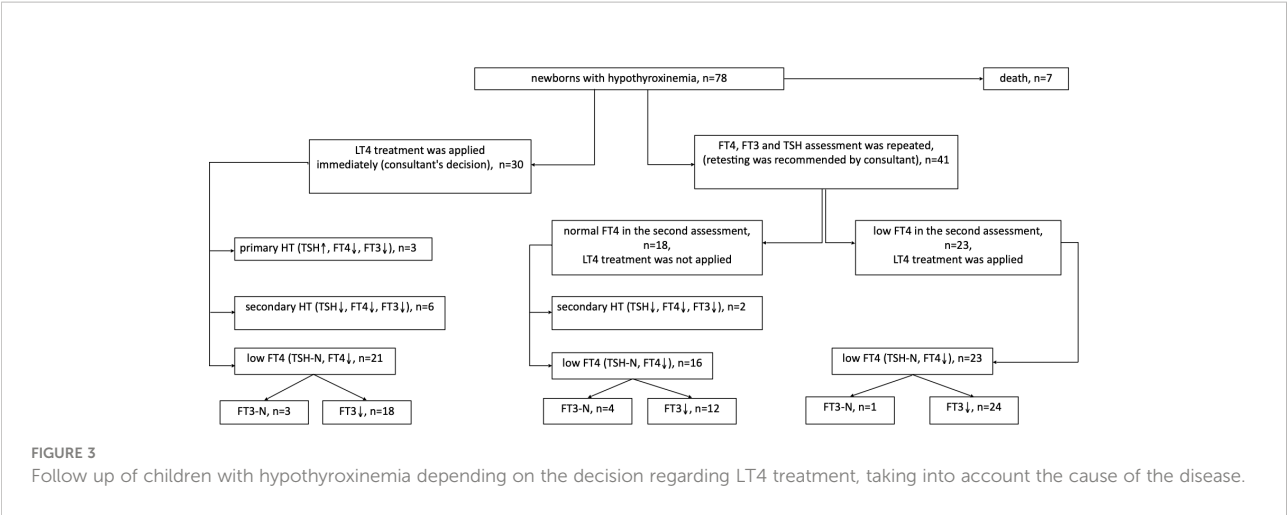 newborns with hypothyroxinemia, n=78
death, n=7
LT4 treatment was applied
immediately (consultant's decision),  n=30
FT4, FT3 and TSH assessment was repeated,
(retesting was recommended by consultant), n=41
normal FT4 in the second assessment,
n=18,
LT4 treatment was not applied
low FT4 in the second assessment,
n=23,
LT4 treatment was applied
primary HT (TSH↑, FT4↓, FT3↓), n=3
secondary HT (TSH↓, FT4↓, FT3↓), n=6
secondary HT (TSH↓, FT4↓, FT3↓), n=2
low FT4 (TSH-N, FT4↓, n=21
low FT4 (TSH-N, FT4↓), n=16
low FT4 (TSH-N, FT4↓), n=23
FT3-N, n=3
FT3↓, n=18
FT3-N, n=4
FT3↓, n=12
FT3-N, n=1
FT3↓, n=24
FIGURE 3
Follow up of children with hypothyroxinemia depending on the decision regarding LT4 treatment, taking into account the cause of the disease.